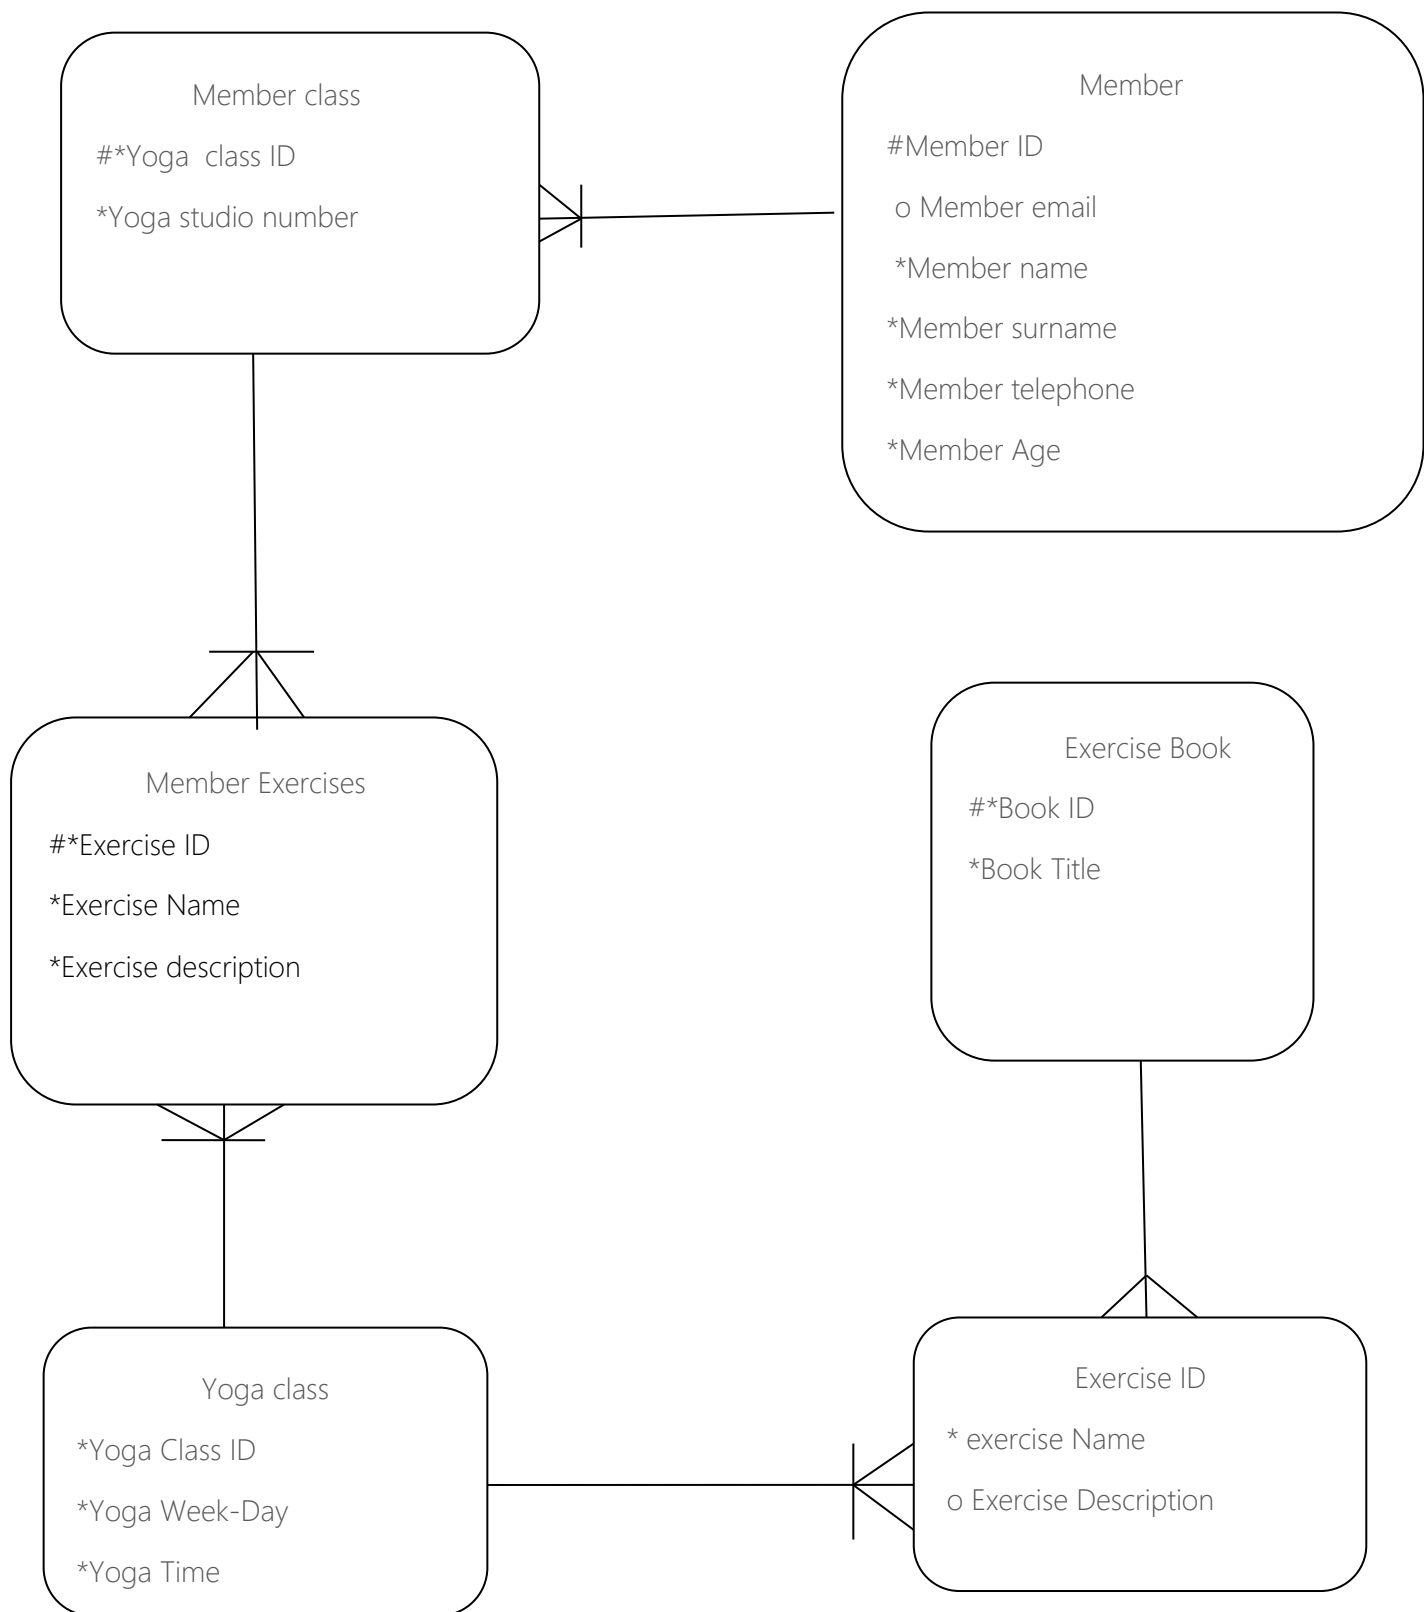 Member class
#*Yoga  class ID
*Yoga studio number
Member
#Member ID
o Member email
*Member name
*Member surname
*Member telephone
*Member Age
Member Exercises
#*Exercise ID
*Exercise Name
*Exercise description
Exercise Book
#*Book ID
*Book Title
Yoga class
*Yoga Class ID
*Yoga Week-Day
*Yoga Time
Exercise ID
* exercise Name
o Exercise Description